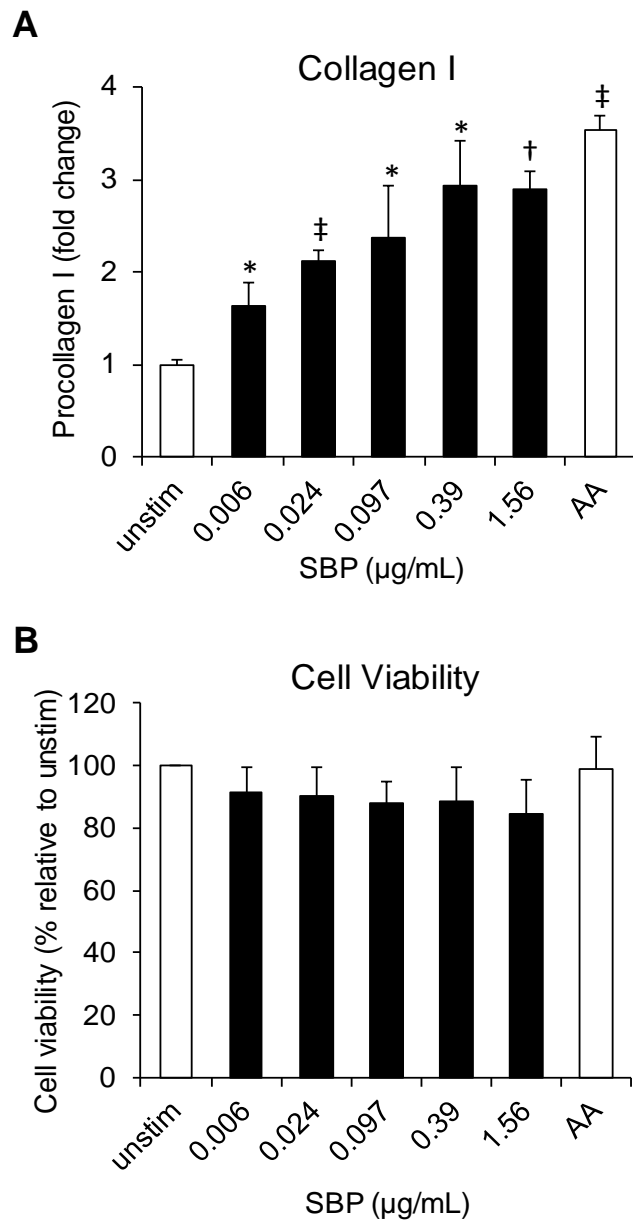 A
Collagen I
Procollagen I (fold change)
4
3
2
1
0
*
‡
*
*
†
‡
unstim
0.006
0.024
0.097
0.39
1.56
AA
SBP (µg/mL)
B
Cell Viability
Cell viability (% relative to unstim)
120
100
80
60
40
20
0
unstim
0.006
0.024
0.097
0.39
1.56
AA
SBP (µg/mL)